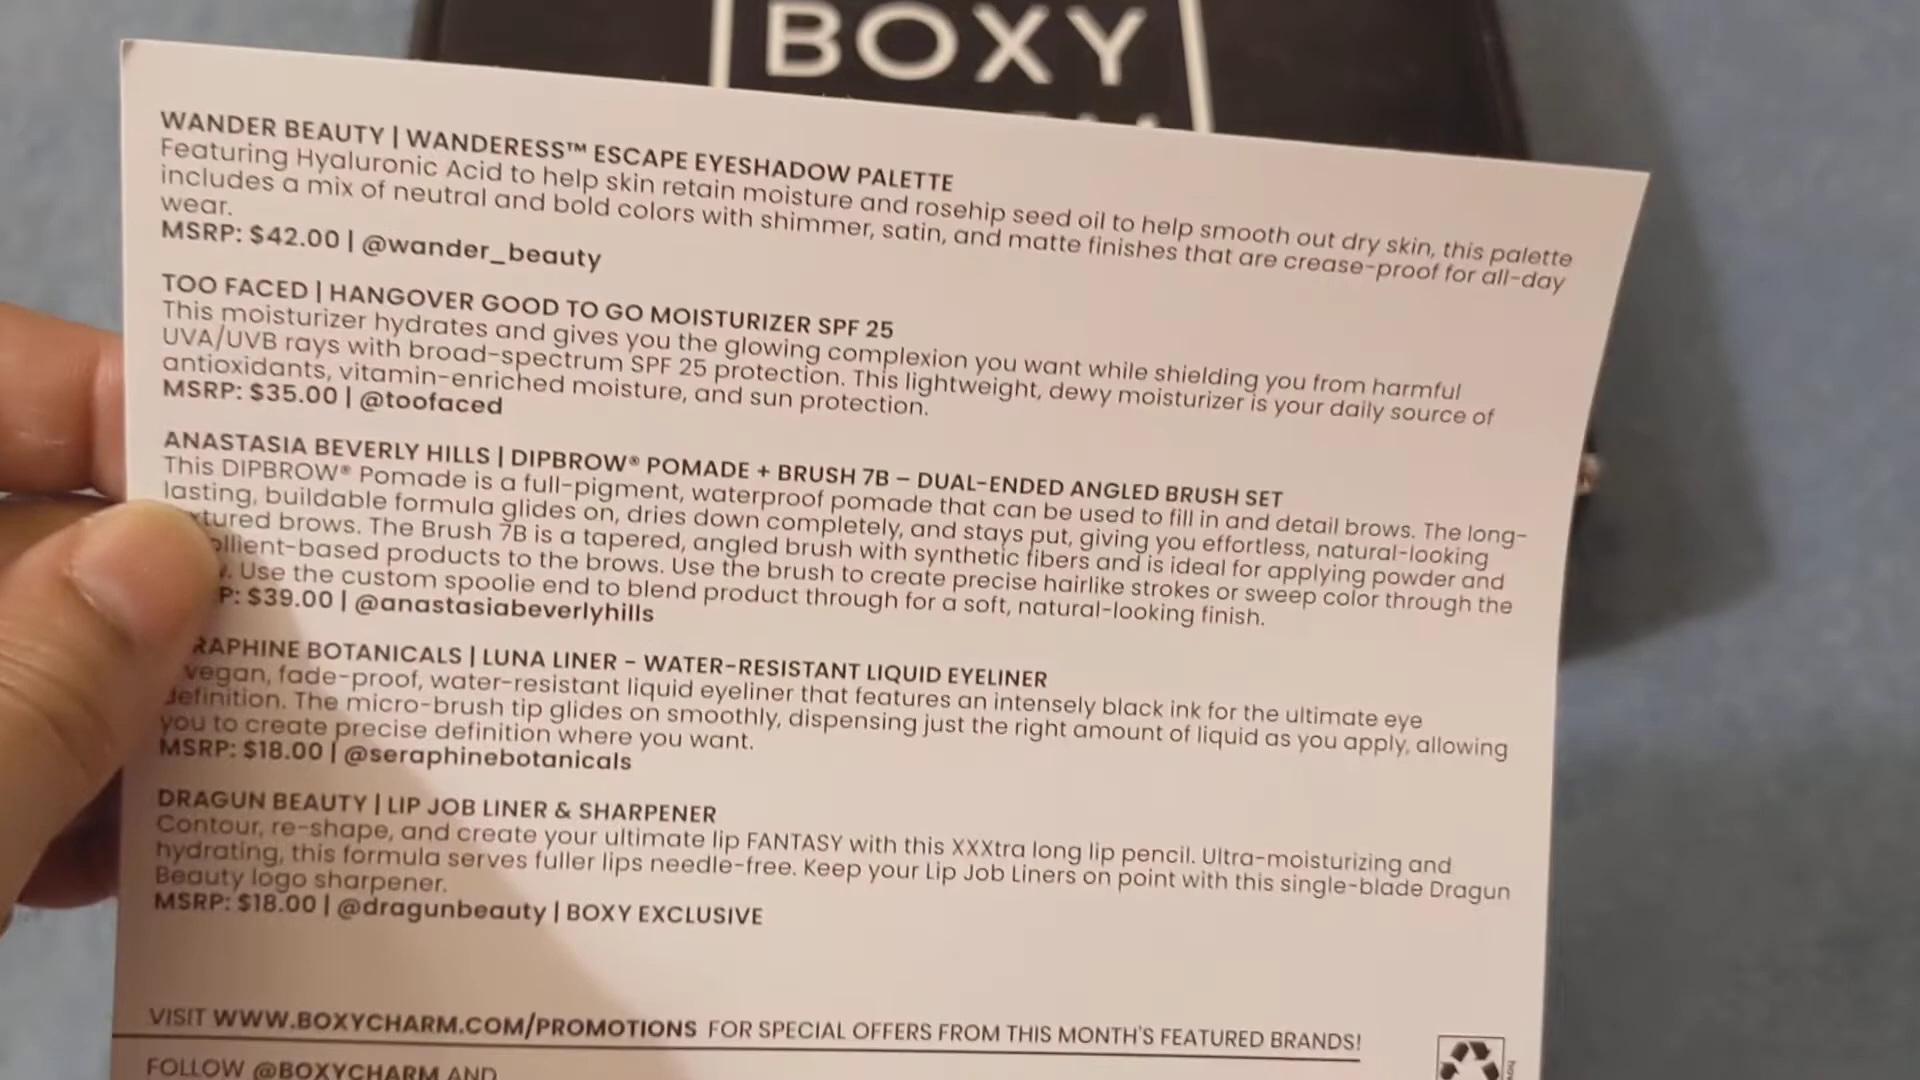 BOXY
WANDER BEAUTY | WANDERESS™ ESCAPE EYESHADOW PALETTE
Featuring Hyaluronic Acid to help skin retain moisture and rosehip seed oil to help smooth out dry skin, this palette
includes a mix of neutral and bold colors with shimmer, satin, and matte finishes that are crease-proof for all-day
wear.
MSRP: $42.00 | @wander_beauty
TOO FACED | HANGOVER GOOD TO GO MOISTURIZER SPF 25
This moisturizer hydrates and gives you the glowing complexion you want while shielding you from harmful
UVA/UVB rays with broad-spectrum SPF 25 protection. This lightweight, dewy moisturizer is your daily source of
antioxidants, vitamin-enriched moisture, and sun protection.
MSRP: $35.00 | @toofaced
ANASTASIA BEVERLY HILLS | DIPBROW® POMADE + BRUSH 7B – DUAL-ENDED ANGLED BRUSH SET
This DIPBROW® Pomade is a full-pigment, waterproof pomade that can be used to fill in and detail brows. The long-
lasting, buildable formula glides on, dries down completely, and stays put, giving you effortless, natural-looking
xtured brows. The Brush 7B is a tapered, angled brush with synthetic fibers and is ideal for applying powder and
ollient-based products to the brows. Use the brush to create precise hairlike strokes or sweep color through the
. Use the custom spoolie end to blend product through for a soft, natural-looking finish.
P: $39.00 | @anastasiabeverlyhills
RAPHINE BOTANICALS | LUNA LINER - WATER-RESISTANT LIQUID EYELINER
vegan, fade-proof, water-resistant liquid eyeliner that features an intensely black ink for the ultimate eye
definition. The micro-brush tip glides on smoothly, dispensing just the right amount of liquid as you apply, allowing
you to create precise definition where you want.
MSRP: $18.00 | @seraphinebotanicals
DRAGUN BEAUTY | LIP JOB LINER & SHARPENER
Contour, re-shape, and create your ultimate lip FANTASY with this XXXtra long lip pencil. Ultra-moisturizing and
hydrating, this formula serves fuller lips needle-free. Keep your Lip Job Liners on point with this single-blade Dragun
Beauty logo sharpener.
MSRP: $18.00 | @dragunbeauty | BOXY EXCLUSIVE
VISIT WWW.BOXYCHARM.COM/PROMOTIONS FOR SPECIAL OFFERS FROM THIS MONTH'S FEATURED BRANDS!
FOLLOW @BOXYCHARM AND